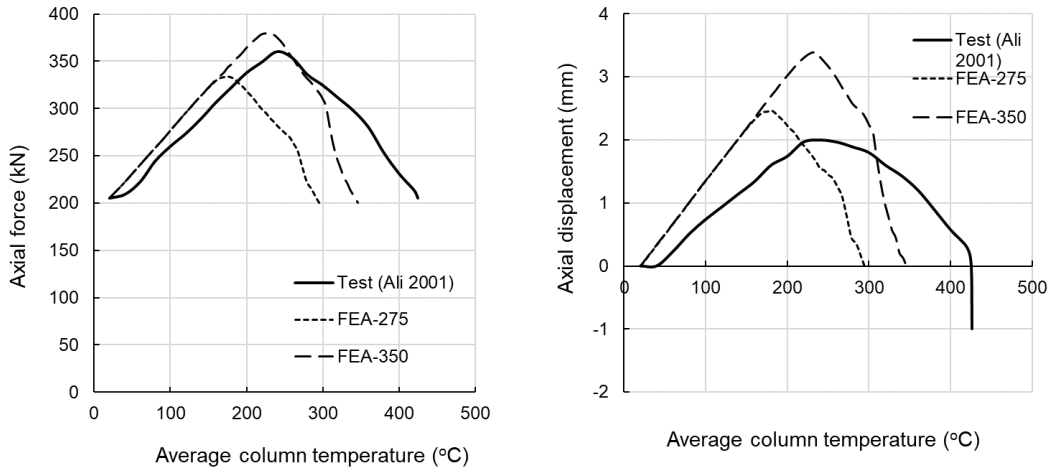 400
350
300
250
200
150
100
50
0
Axial force (kN)
Test (Ali 2001)
FEA-275
FEA-350
0 100 200 300 400 500
Average column temperature (°C)
4
3
2
1
0
-1
-2
Axial displacement (mm)
Test (Ali
2001)
FEA-275
FEA-350
0 100 200 300 400 500
Average column temperature (°C)